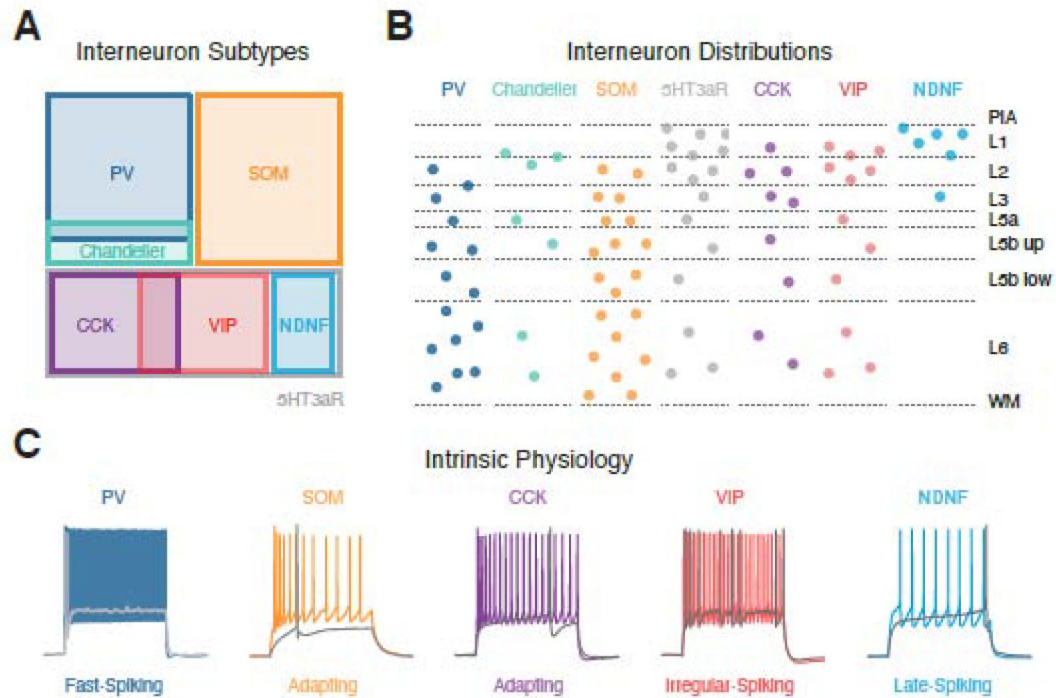 A
Interneuron Subtypes
PV
SOM
Chandelier
CCK
VIP
NDNF
5HT3aR
B
Interneuron Distributions
PV Chandelier SOM 5HT3aR CCK VIP NDNF
PIA
L1
L2
L3
L5a
L5b up
L5b low
L6
WM
C
Intrinsic Physiology
PV SOM CCK VIP NDNF
Fast-Spiking Adapting Adapting Irregular-Spiking Late-Spiking